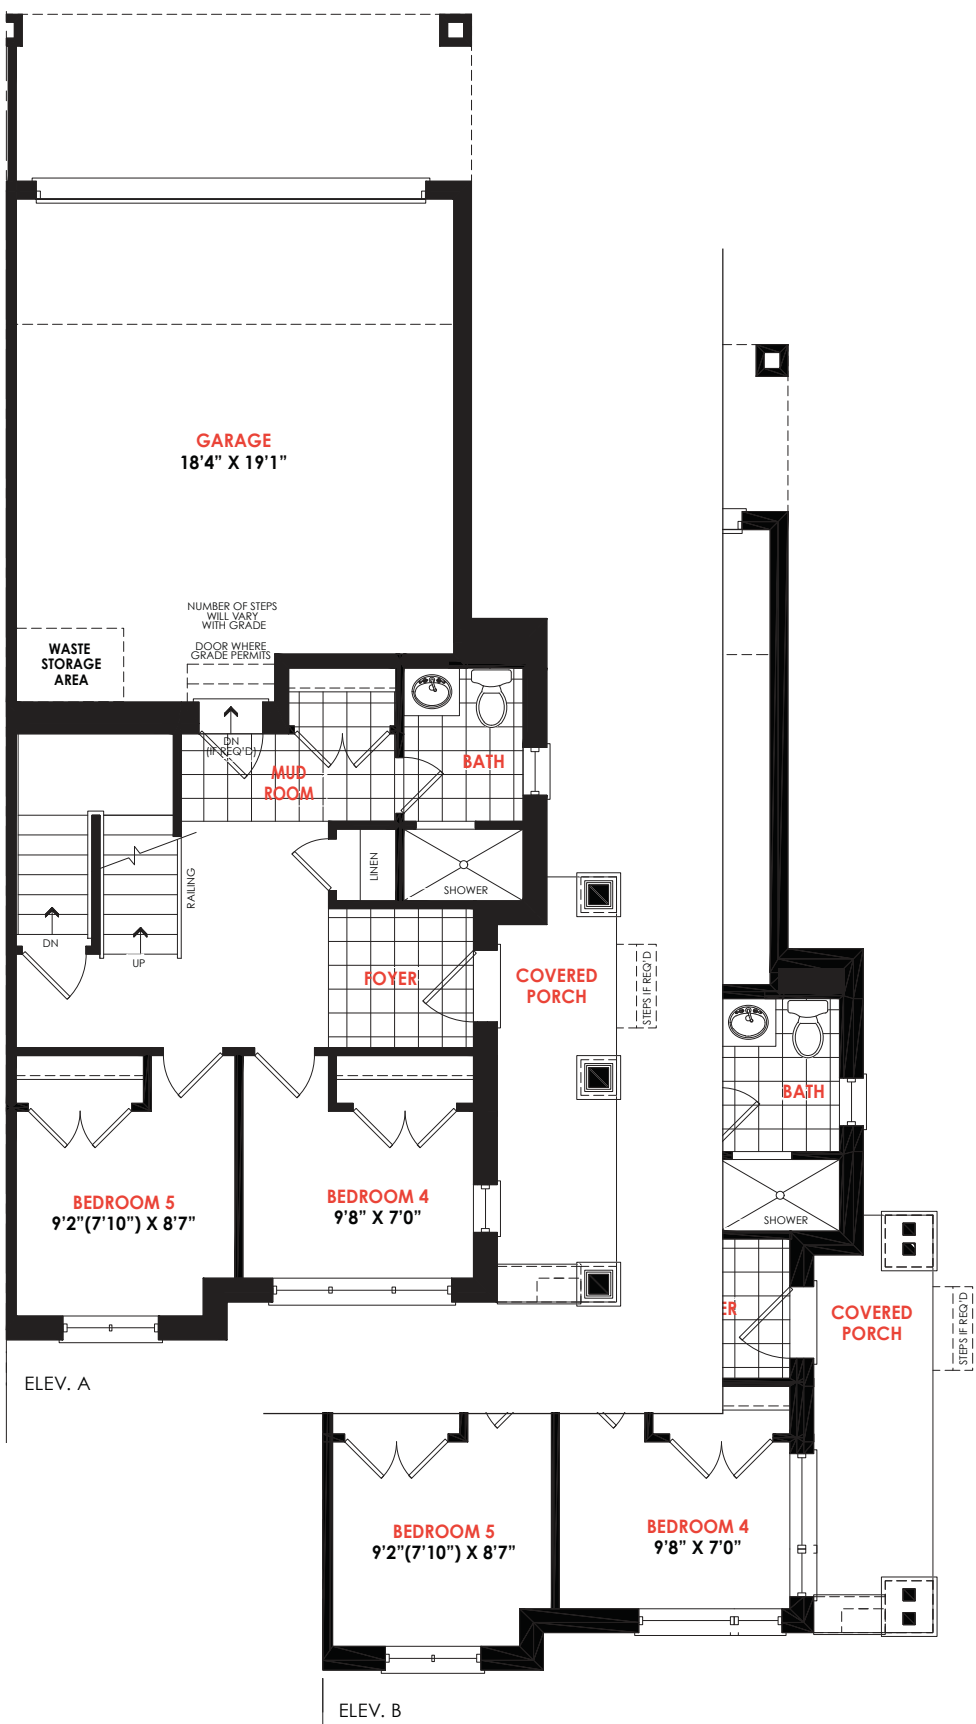 GARAGE
18'4" X 19'1"
NUMBER OF STEPS
WILL VARY
WITH GRADE
DOOR WHERE
GRADE PERMITS
WASTE
STORAGE
AREA
DN
(IF REQ'D)
MUD
ROOM
BATH
LINEN
SHOWER
RAILING
DN
UP
FOYER
COVERED
PORCH
STEPS IF REQ'D
BEDROOM 5
9'2"(7'10") X 8'7"
BEDROOM 4
9'8" X 7'0"
ELEV. A
BATH
SHOWER
ER
COVERED
PORCH
STEPS IF REQ'D
BEDROOM 5
9'2"(7'10") X 8'7"
BEDROOM 4
9'8" X 7'0"
ELEV. B